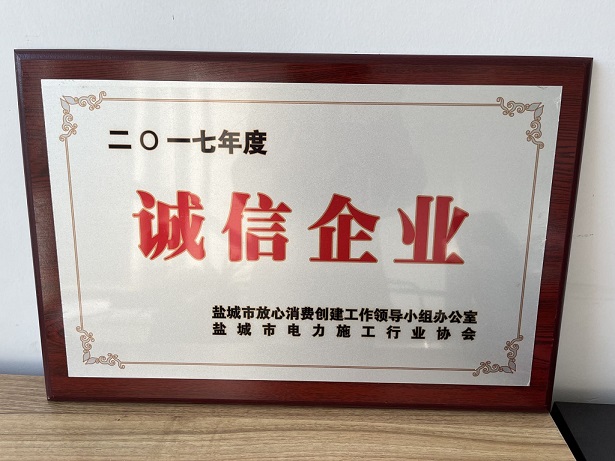 二〇一七年度
诚信企业
盐城市放心消费创建工作领导小组办公室
盐城市电力施工行业协会